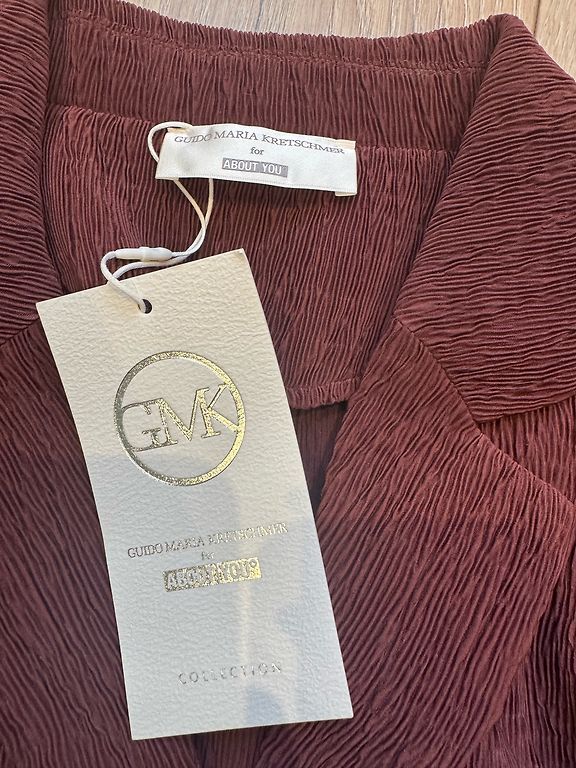 GUIDO MARIA KRETSCHMER
for
ABOUT YOU
GMK
GUIDO MARIA KRETSCHMER
for
ABOUT YOU°
COLLECTION